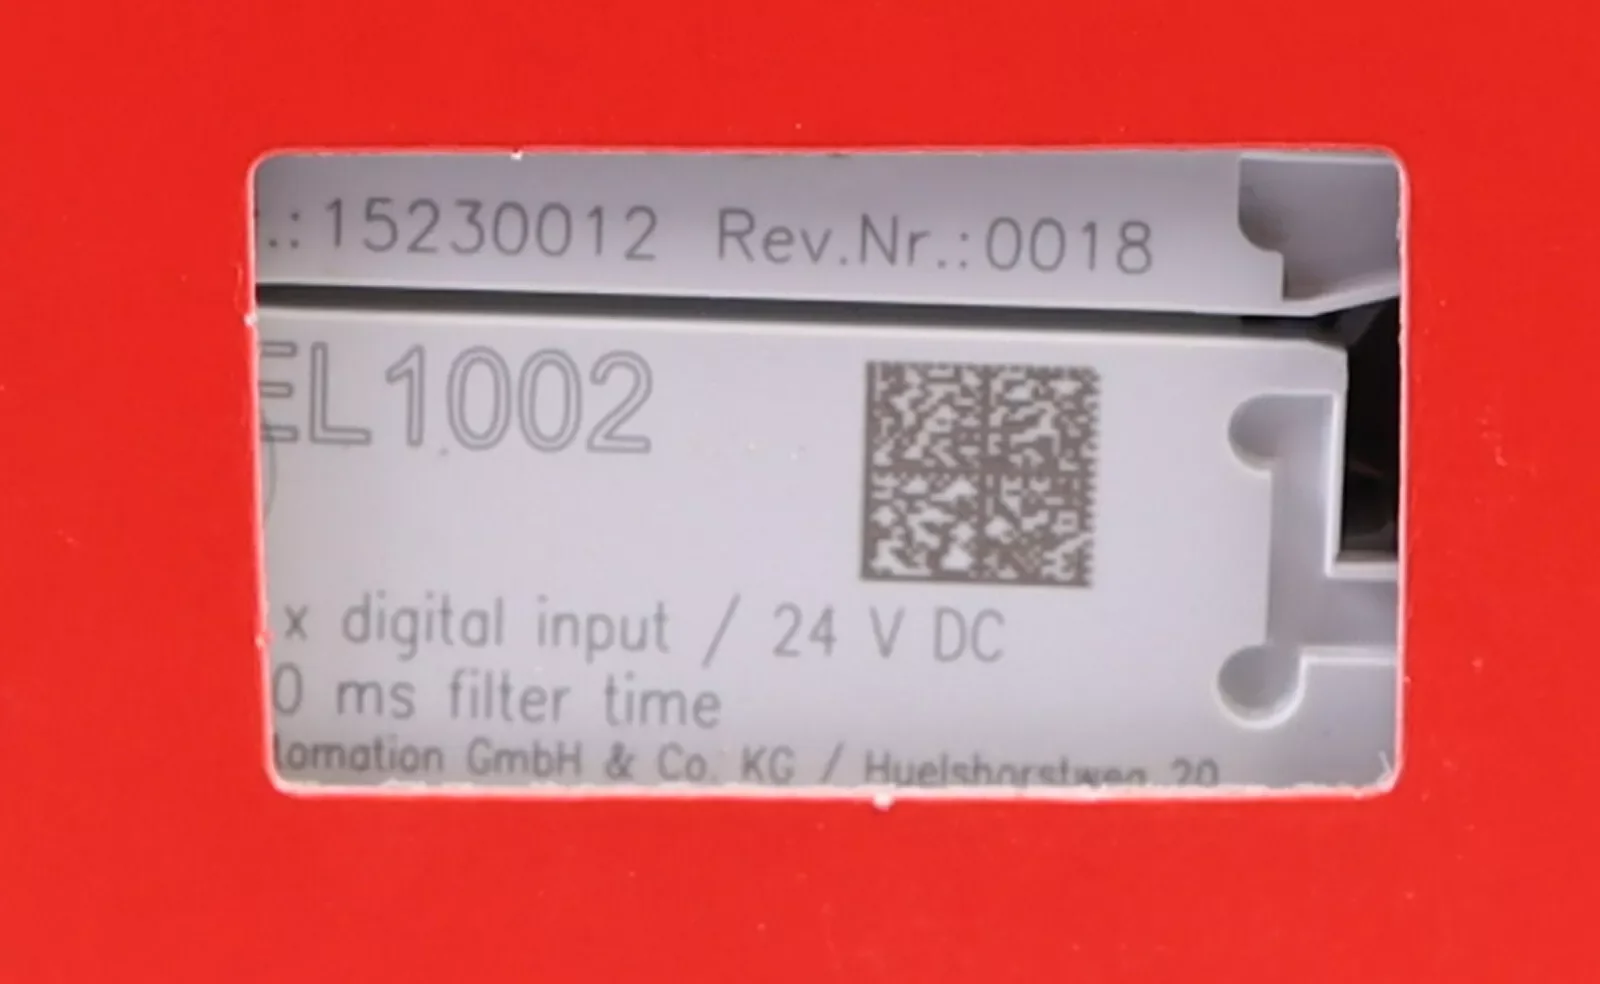 .:15230012 Rev.Nr.:0018
EL1002
x digital input / 24 V DC
0 ms filter time
tomation GmbH & Co. KG / Huelshorstweg 20